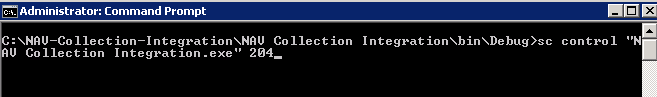 Administrator: Command Prompt
C:\NAV-Collection-Integration\NAV Collection Integration\bin\Debug>sc control "N
AV Collection Integration.exe" 204_